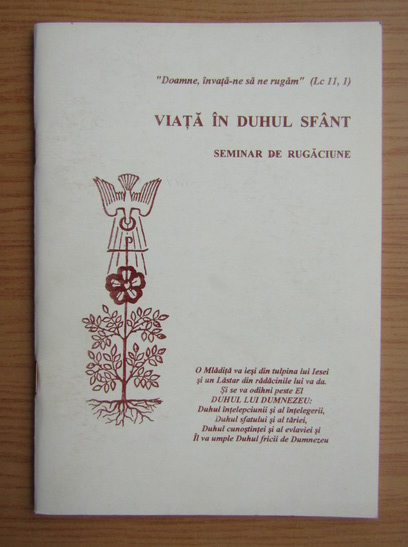 "Doamne, învață-ne să ne rugăm" (Lc 11, 1)
VIAȚĂ ÎN DUHUL SFÂNT
SEMINAR DE RUGĂCIUNE
O Mlădiță va ieși din tulpina lui Iesei
și un Lăstar din rădăcinile lui va da.
Și se va odihni peste El
DUHUL LUI DUMNEZEU:
Duhul înțelepciunii și al înțelegerii,
Duhul sfatului și al tăriei,
Duhul cunoștinței și al evlaviei și
Îl va umple Duhul fricii de Dumnezeu